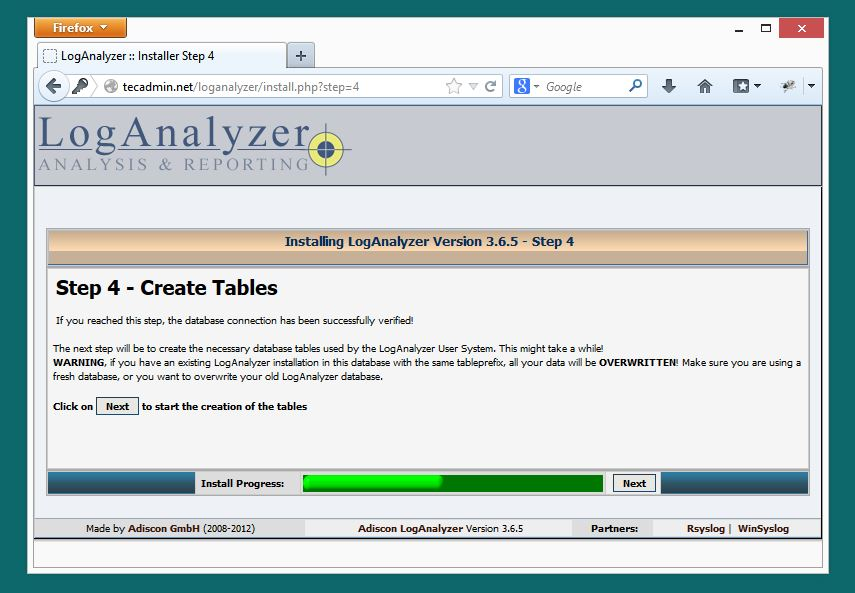 Firefox
LogAnalyzer :: Installer Step 4
tecadmin.net/loganalyzer/install.php?step=4
Google
LogAnalyzer
ANALYSIS & REPORTING
Installing LogAnalyzer Version 3.6.5 - Step 4
Step 4 - Create Tables
If you reached this step, the database connection has been successfully verified!
The next step will be to create the necessary database tables used by the LogAnalyzer User System. This might take a while!
WARNING, if you have an existing LogAnalyzer installation in this database with the same tableprefix, all your data will be OVERWRITTEN! Make sure you are using a
fresh database, or you want to overwrite your old LogAnalyzer database.
Click on Next to start the creation of the tables
Install Progress: Next
Made by Adiscon GmbH (2008-2012) Adiscon LogAnalyzer Version 3.6.5 Partners: Rsyslog | WinSyslog